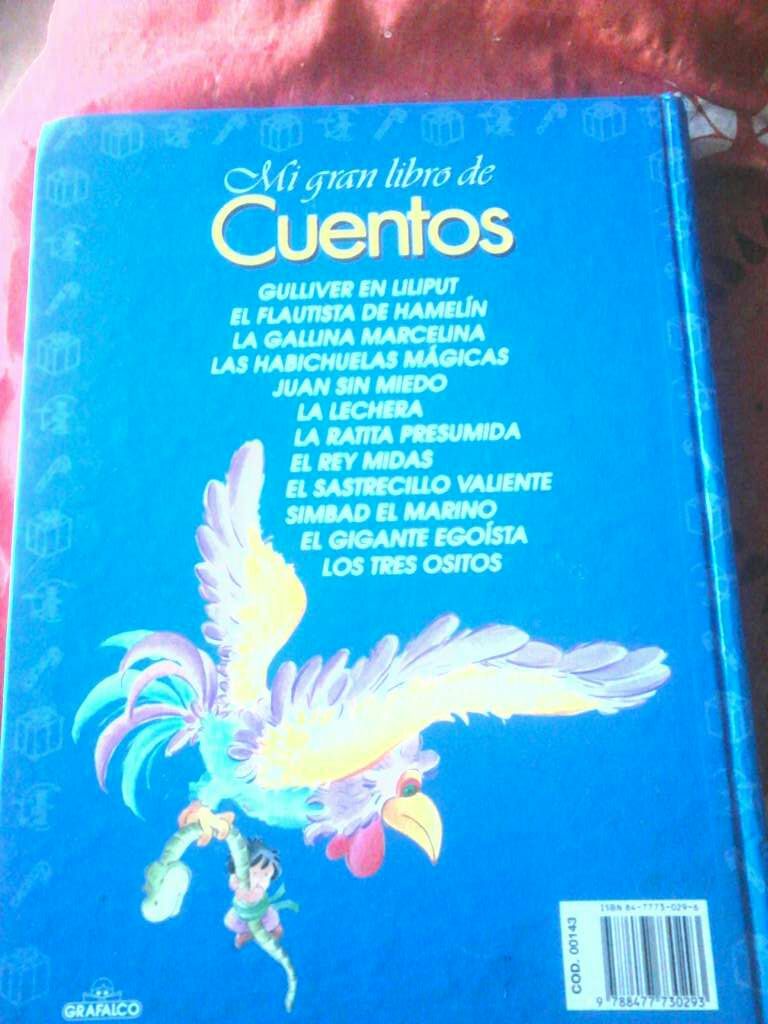 Mi gran libro de
Cuentos
GULLIVER EN LILIPUT
EL FLAUTISTA DE HAMELÍN
LA GALLINA MARCELINA
LAS HABICHUELAS MÁGICAS
JUAN SIN MIEDO
LA LECHERA
LA RATITA PRESUMIDA
EL REY MIDAS
EL SASTRECILLO VALIENTE
SIMBAD EL MARINO
EL GIGANTE EGOÍSTA
LOS TRES OSITOS
ISBN 84-7773-029-6
COD. 00143
9 788477 730293
GRAFALCO